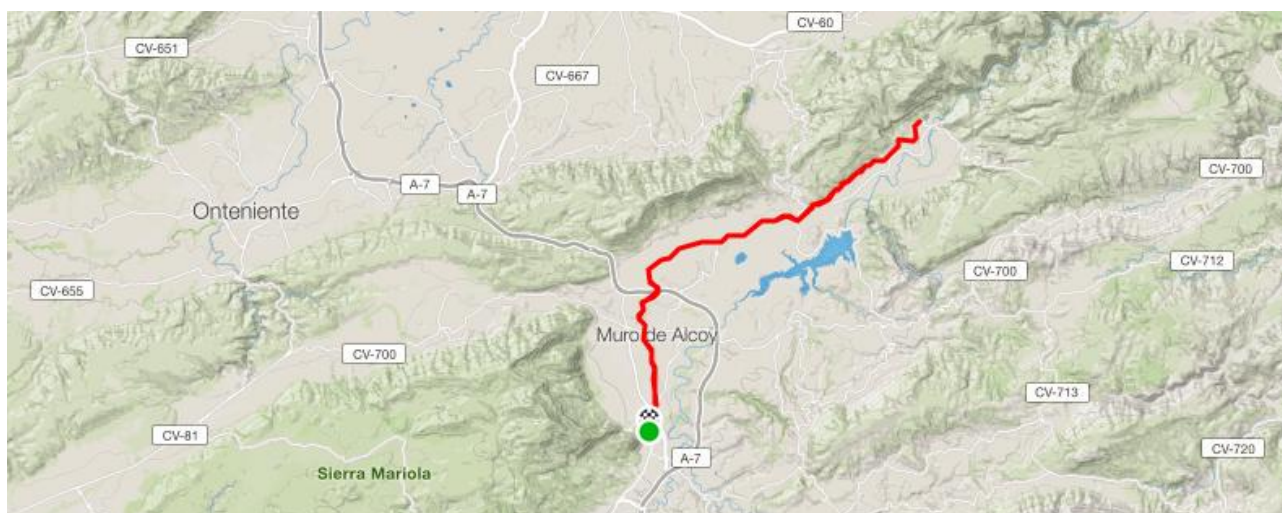 CV-651
CV-60
CV-667
CV-700
A-7
A-7
Onteniente
CV-712
CV-700
CV-655
Muro de Alcoy
CV-700
CV-713
CV-81
CV-720
A-7
Sierra Mariola